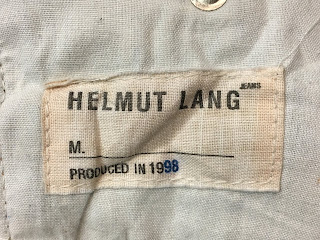 HELMUT LANG JEANS
M.
PRODUCED IN 1998